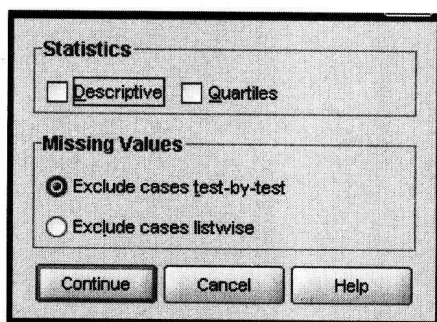 Statistics
Descriptive Quartiles
Missing Values
Exclude cases test-by-test
Exclude cases listwise
Continue Cancel Help